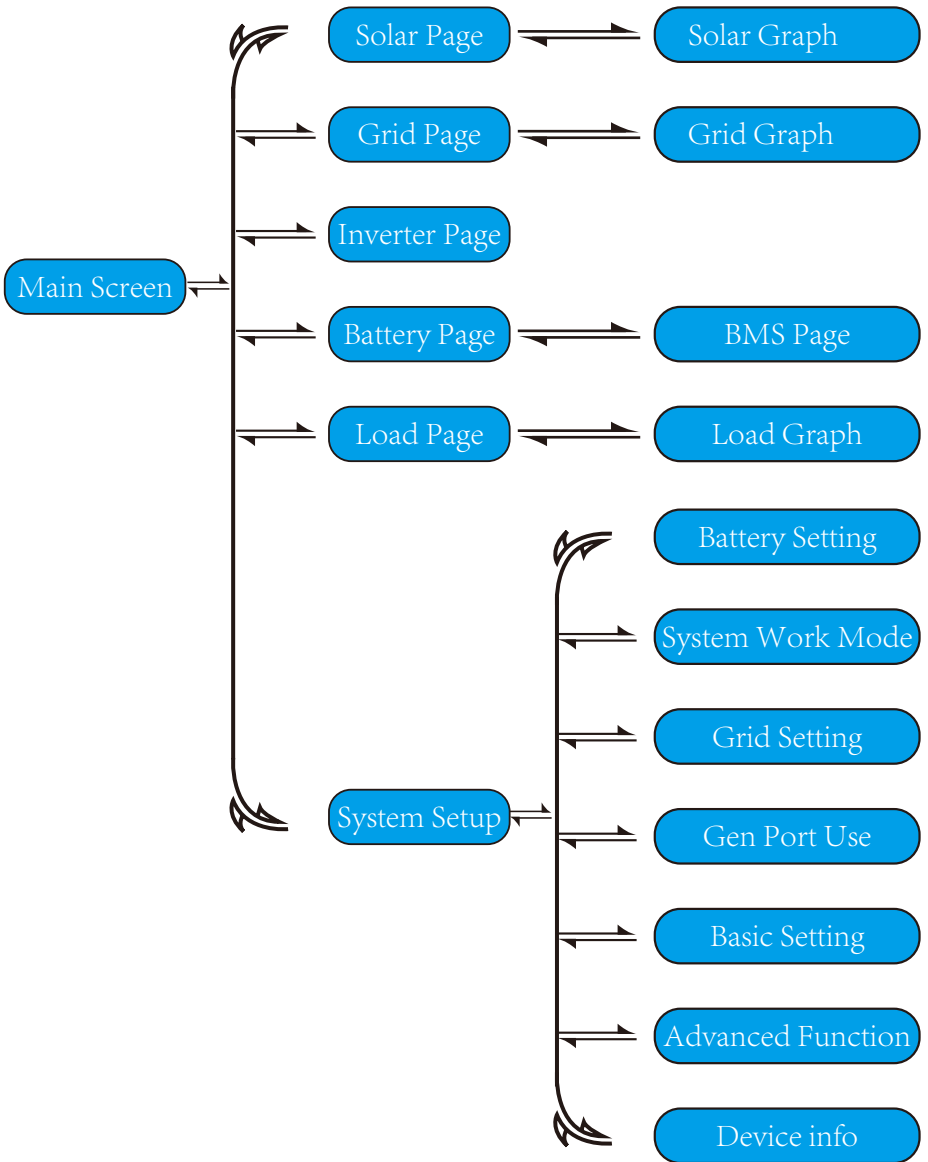 Solar Page
Solar Graph
Grid Page
Grid Graph
Inverter Page
Main Screen
Battery Page
BMS Page
Load Page
Load Graph
Battery Setting
System Work Mode
Grid Setting
System Setup
Gen Port Use
Basic Setting
Advanced Function
Device info